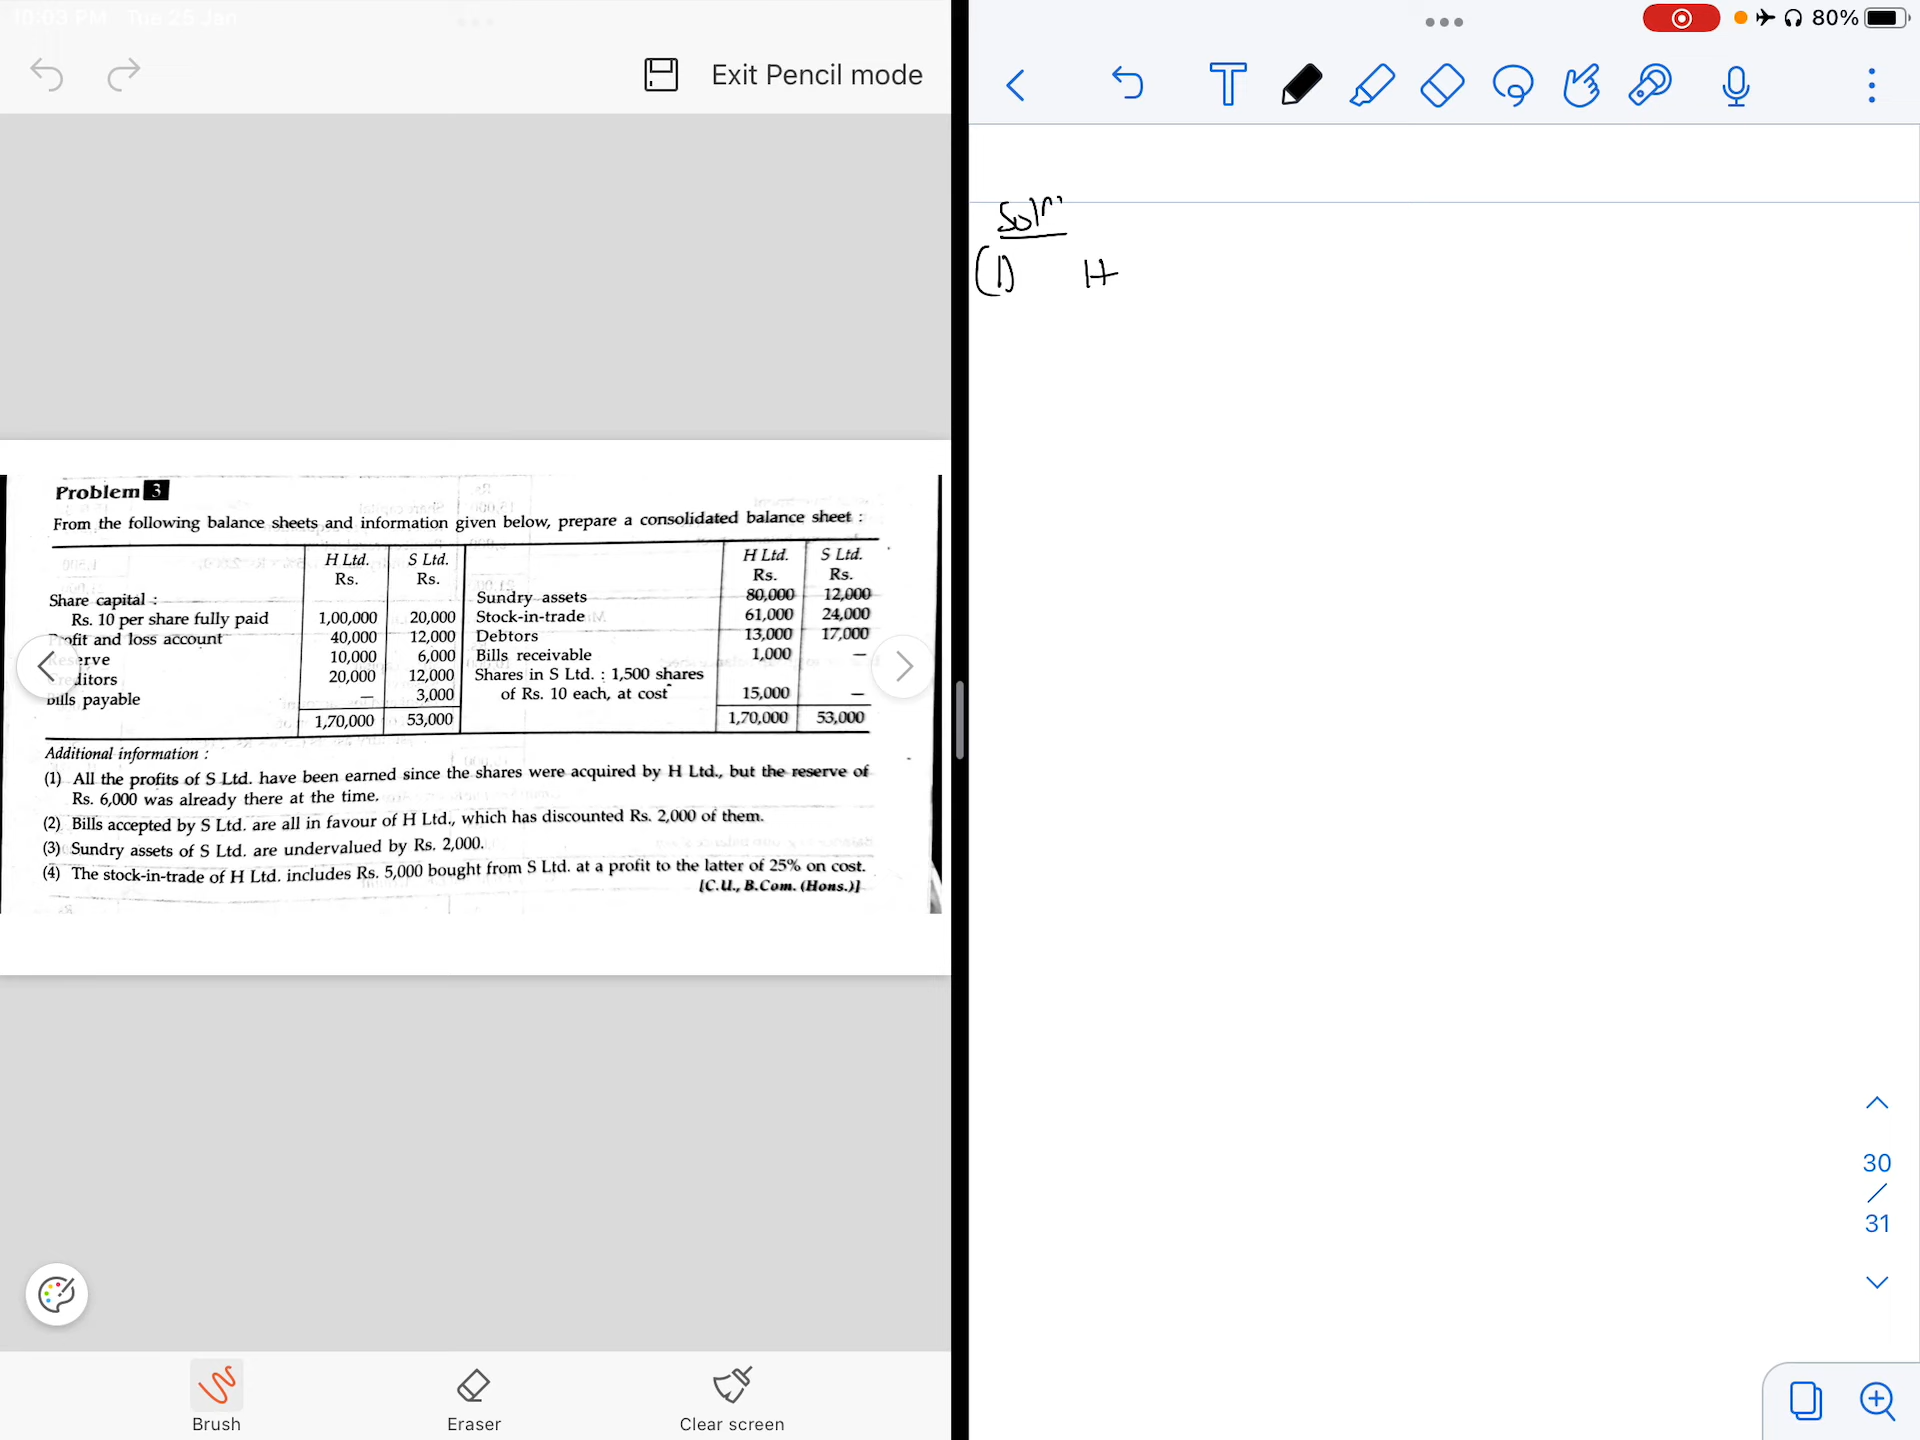 10:03 PM Tue 25 Jan
80%
Exit Pencil mode
Soln
(1) H
Problem 3
From the following balance sheets and information given below, prepare a consolidated balance sheet :
H Ltd. S Ltd. H Ltd. S Ltd.
Rs. Rs. Rs. Rs.
Share capital : Sundry assets 80,000 12,000
Rs. 10 per share fully paid 1,00,000 20,000 Stock-in-trade 61,000 24,000
Profit and loss account 40,000 12,000 Debtors 13,000 17,000
Reserve 10,000 6,000 Bills receivable 1,000 —
Creditors 20,000 12,000 Shares in S Ltd. : 1,500 shares
Bills payable — 3,000 of Rs. 10 each, at cost 15,000 —
1,70,000 53,000 1,70,000 53,000
Additional information :
(1) All the profits of S Ltd. have been earned since the shares were acquired by H Ltd., but the reserve of
Rs. 6,000 was already there at the time.
(2) Bills accepted by S Ltd. are all in favour of H Ltd., which has discounted Rs. 2,000 of them.
(3) Sundry assets of S Ltd. are undervalued by Rs. 2,000.
(4) The stock-in-trade of H Ltd. includes Rs. 5,000 bought from S Ltd. at a profit to the latter of 25% on cost.
[C.U., B.Com. (Hons.)]
30
/
31
Brush Eraser Clear screen